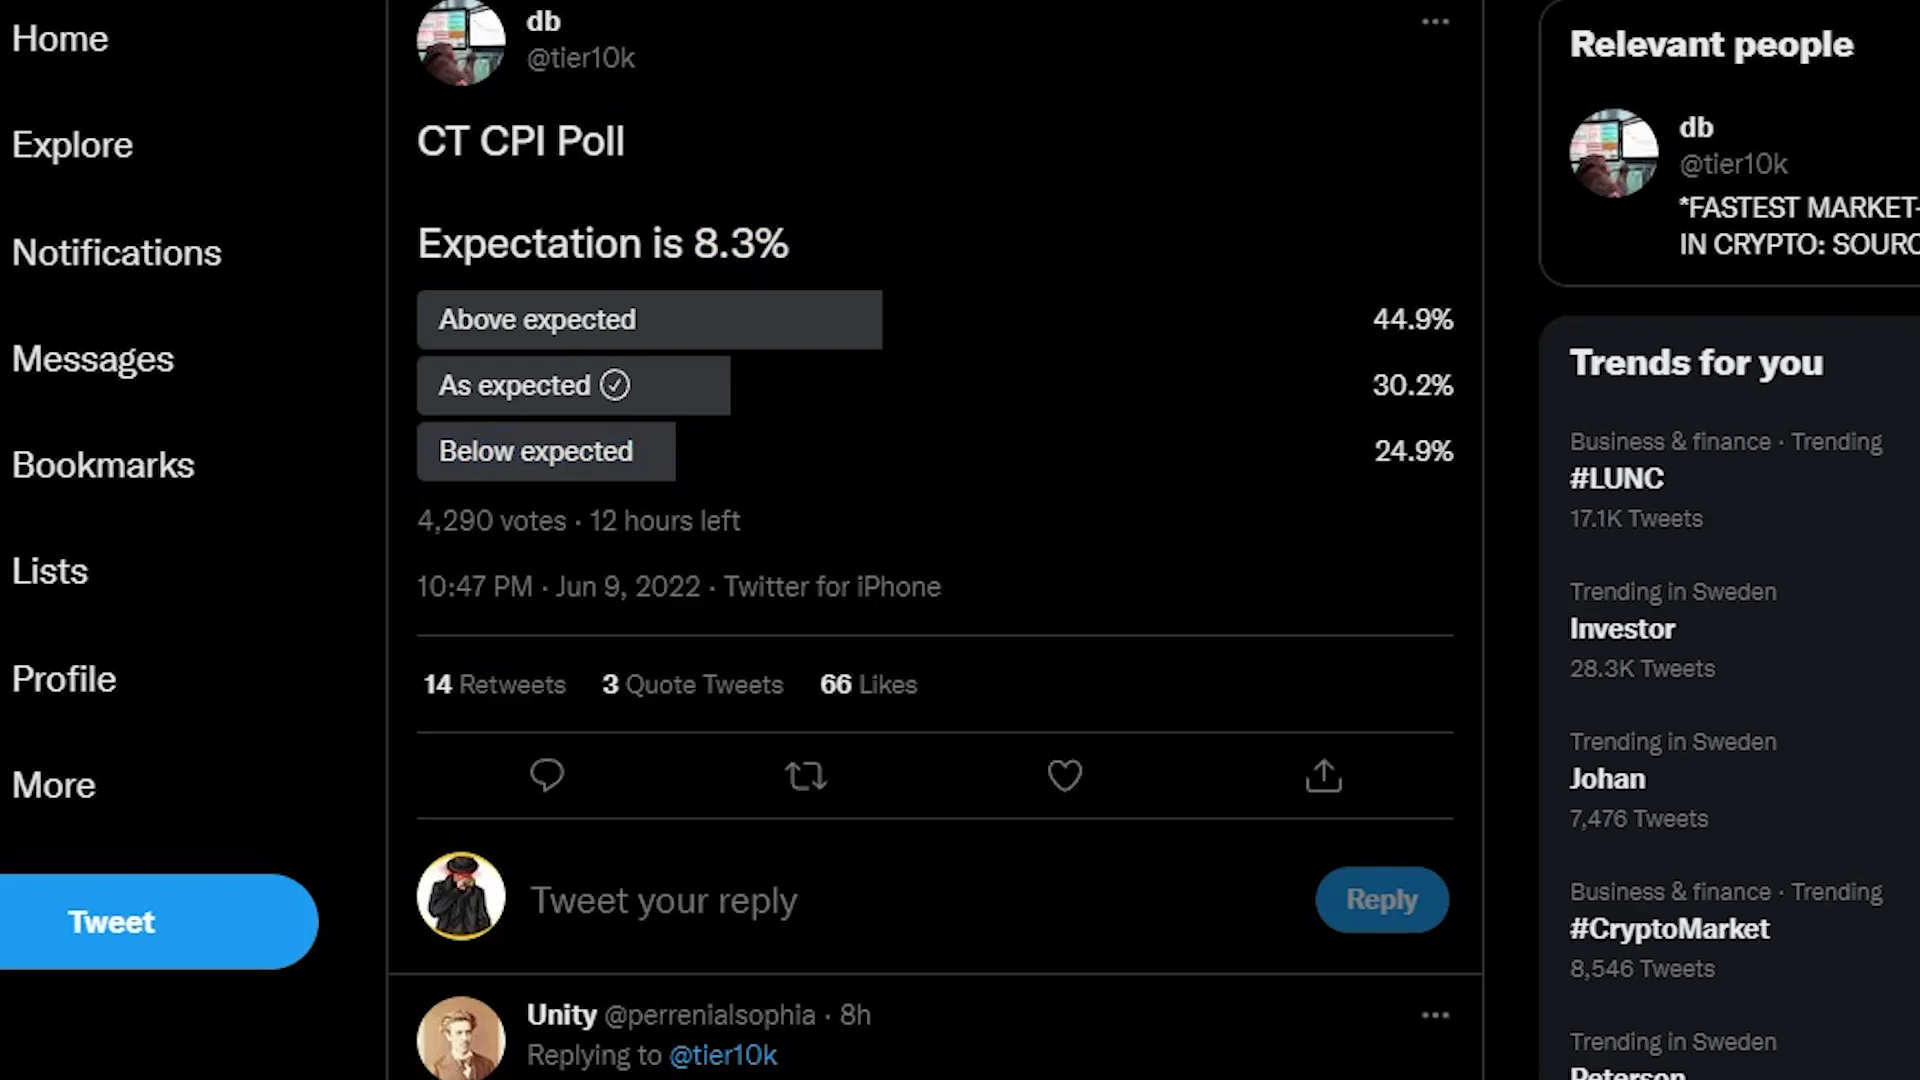 Home
Explore
Notifications
Messages
Bookmarks
Lists
Profile
More
Tweet
db
@tier10k
CT CPI Poll
Expectation is 8.3%
Above expected 44.9%
As expected 30.2%
Below expected 24.9%
4,290 votes · 12 hours left
10:47 PM · Jun 9, 2022 · Twitter for iPhone
14 Retweets 3 Quote Tweets 66 Likes
Tweet your reply
Reply
Unity @perrenialsophia · 8h
Replying to @tier10k
Relevant people
db
@tier10k
*FASTEST MARKET-
IN CRYPTO: SOURC
Trends for you
Business & finance · Trending
#LUNC
17.1K Tweets
Trending in Sweden
Investor
28.3K Tweets
Trending in Sweden
Johan
7,476 Tweets
Business & finance · Trending
#CryptoMarket
8,546 Tweets
Trending in Sweden
Peterson